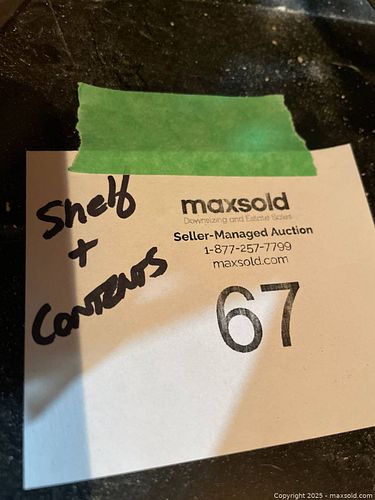 Shelf
+
Contents
maxsold
Downsizing and Estate Sales
Seller-Managed Auction
1-877-257-7799
maxsold.com
67
Copyright 2025 - maxsold.com